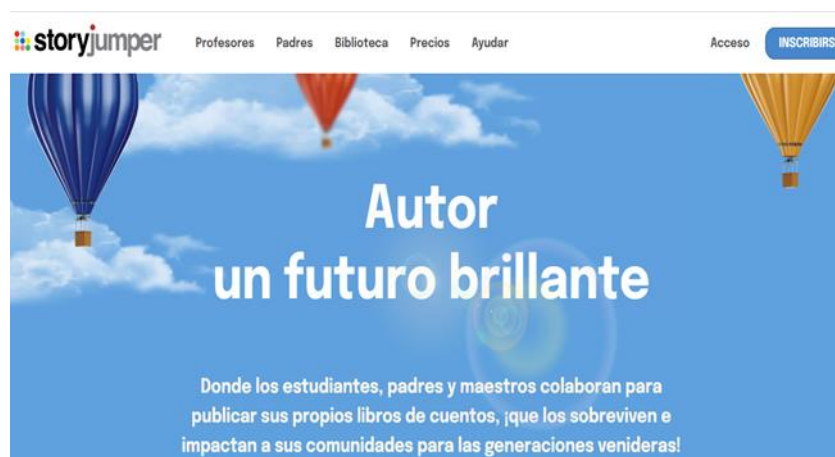 storyjumper
Profesores Padres Biblioteca Precios Ayudar
Acceso INSCRIBIRS
Autor
un futuro brillante
Donde los estudiantes, padres y maestros colaboran para
publicar sus propios libros de cuentos, ¡que los sobreviven e
impactan a sus comunidades para las generaciones venideras!